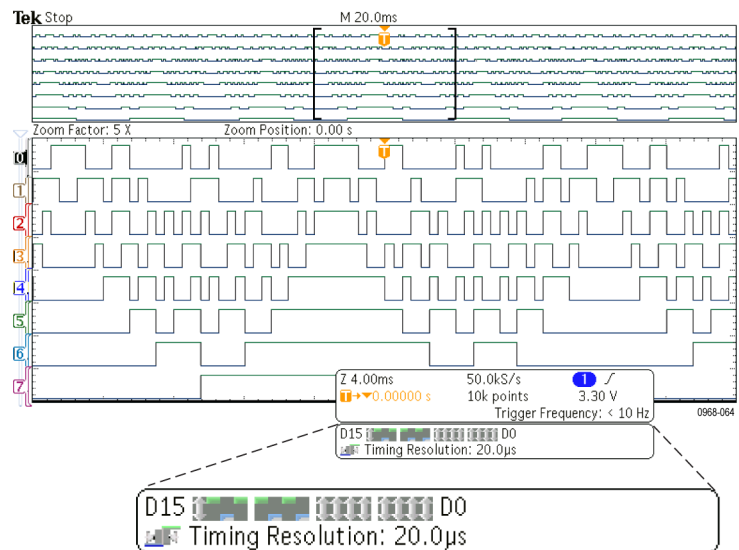 Tek Stop M 20.0ms
T
Zoom Factor: 5 X Zoom Position: 0.00 s
T
0
1
2
3
4
5
6
7
Z 4.00ms 50.0kS/s 1
T 0.00000 s 10k points 3.30 V
Trigger Frequency: < 10 Hz
0968-064
D15 D0
Timing Resolution: 20.0µs
D15 D0
Timing Resolution: 20.0µs